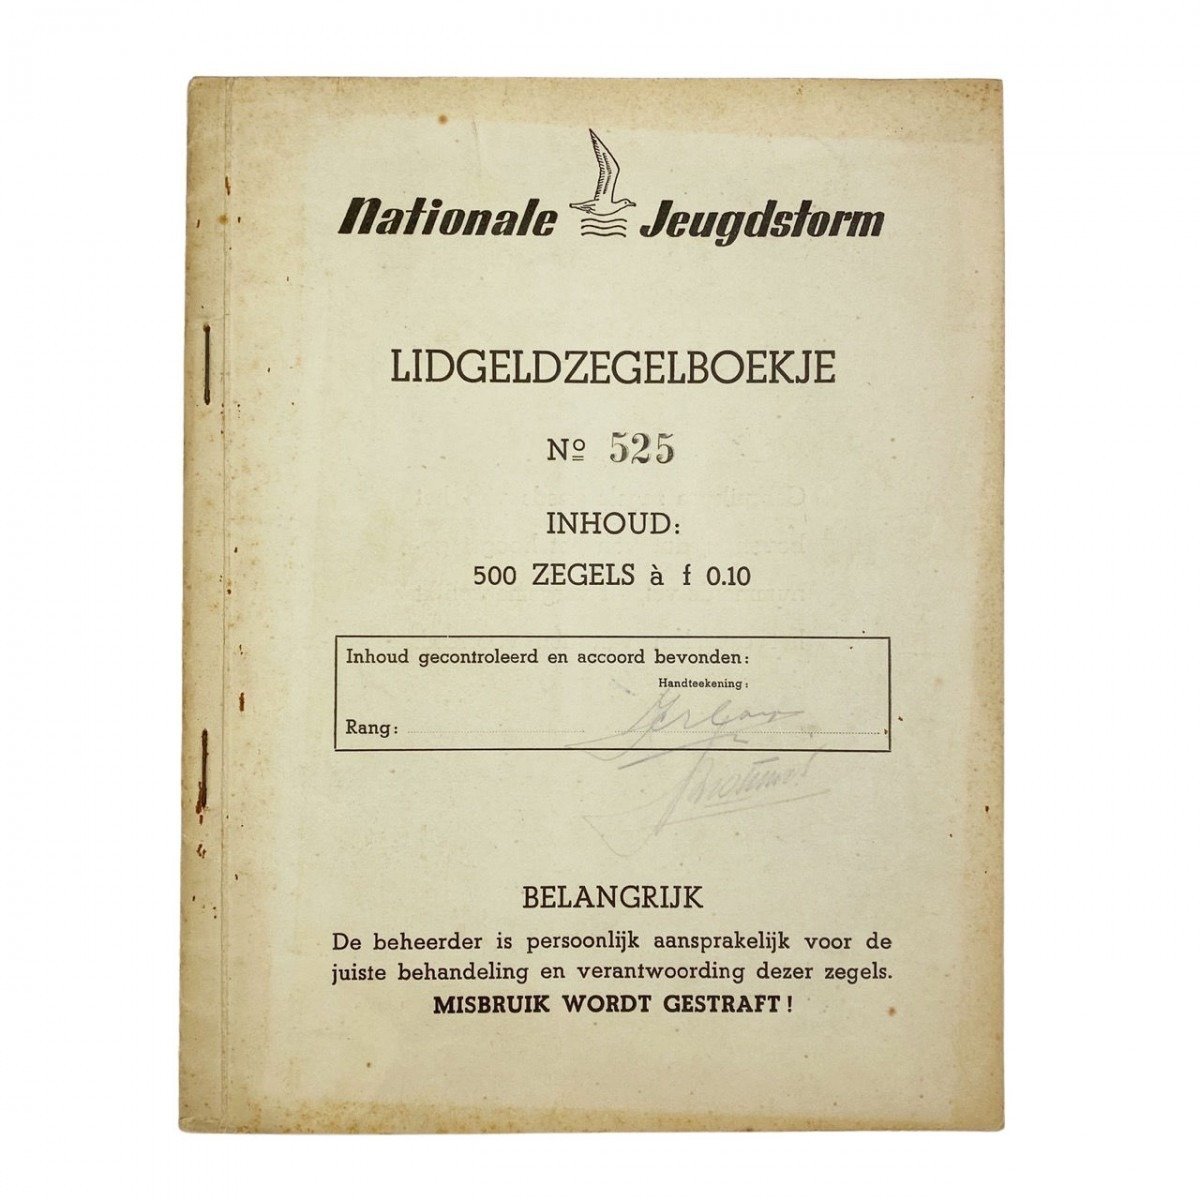 Nationale Jeugdstorm
LIDGELDZEGELBOEKJE
Nº 525
INHOUD:
500 ZEGELS à f 0.10
Inhoud gecontroleerd en accoord bevonden:
Handteekening:
Rang:
BELANGRIJK
De beheerder is persoonlijk aansprakelijk voor de
juiste behandeling en verantwoording dezer zegels.
MISBRUIK WORDT GESTRAFT!